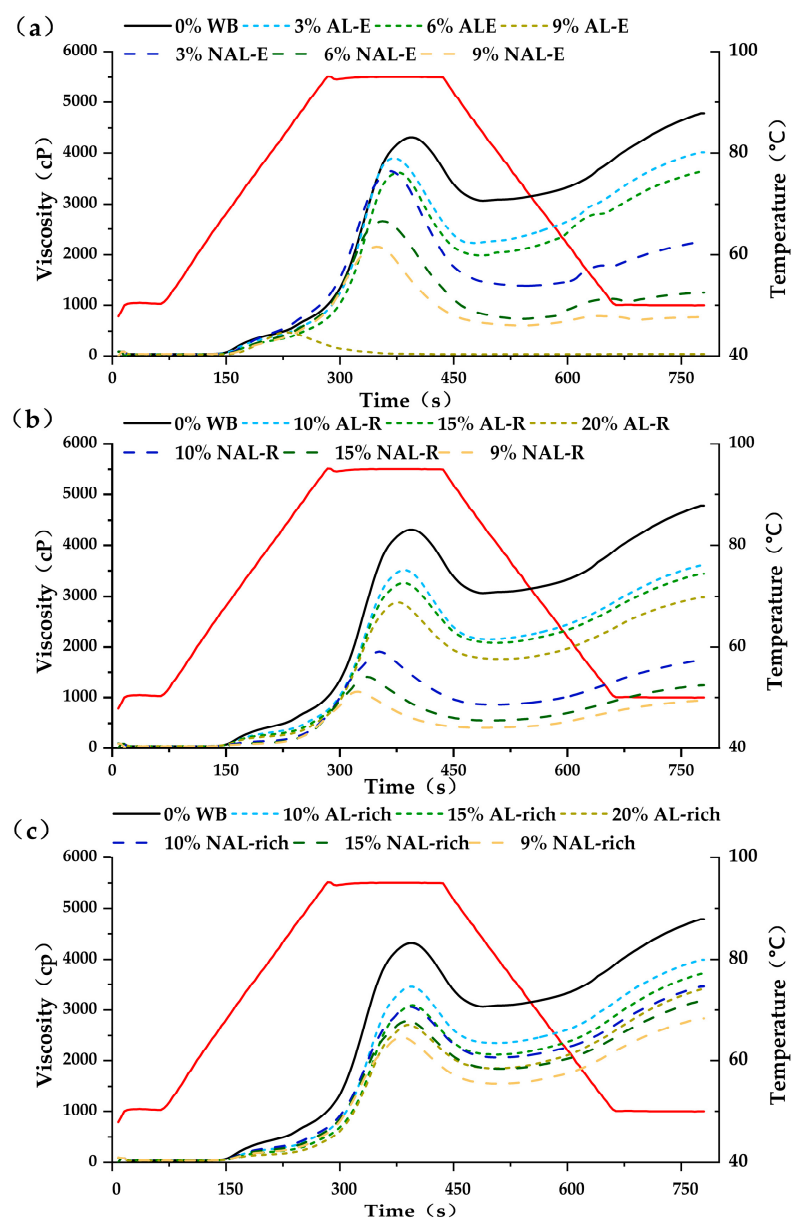 (a)
0% WB 3% AL-E 6% ALE 9% AL-E
3% NAL-E 6% NAL-E 9% NAL-E
6000
5000
4000
3000
2000
1000
0
Viscosity (cP)
100
80
60
40
Temperature (°C)
0 150 300 450 600 750
Time (s)
(b)
0% WB 10% AL-R 15% AL-R 20% AL-R
10% NAL-R 15% NAL-R 9% NAL-R
6000
5000
4000
3000
2000
1000
0
Viscosity (cP)
100
80
60
40
Temperature (°C)
0 150 300 450 600 750
Time (s)
(c)
0% WB 10% AL-rich 15% AL-rich 20% AL-rich
10% NAL-rich 15% NAL-rich 9% NAL-rich
6000
5000
4000
3000
2000
1000
0
Viscosity (cp)
100
80
60
40
Temperature (°C)
0 150 300 450 600 750
Time (s)